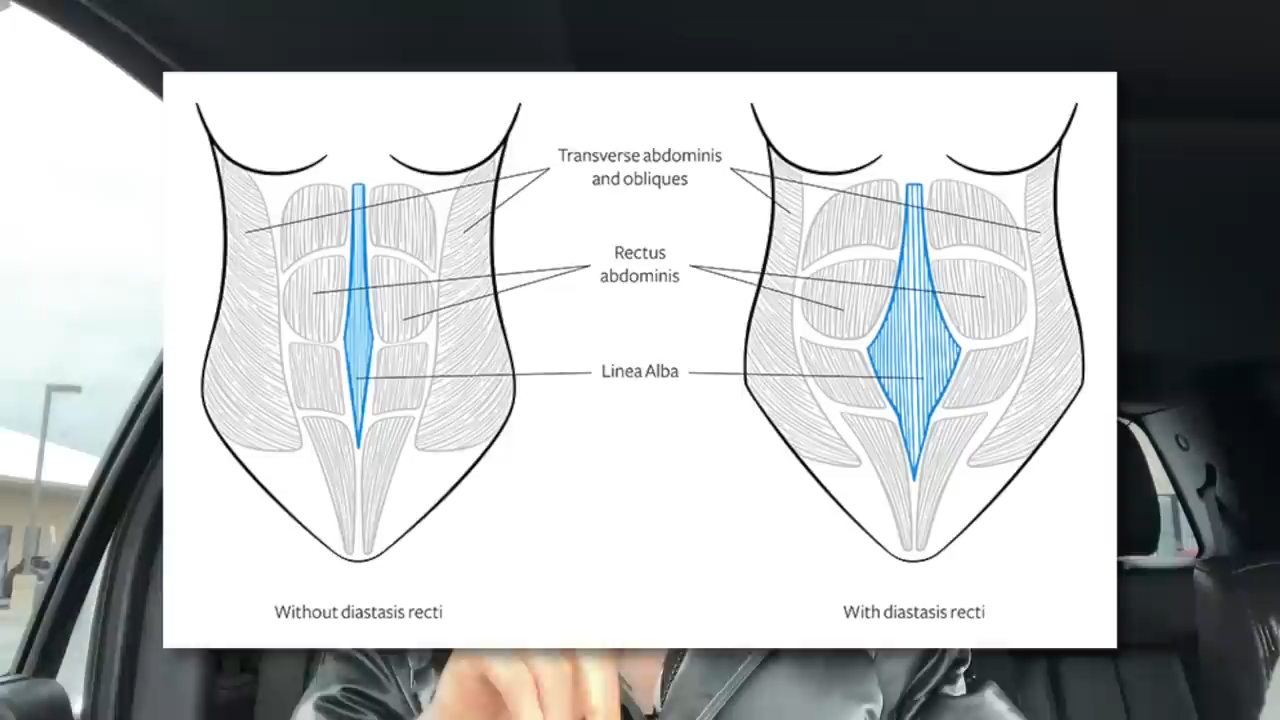 Transverse abdominis
and obliques
Rectus
abdominis
Linea Alba
Without diastasis recti
With diastasis recti